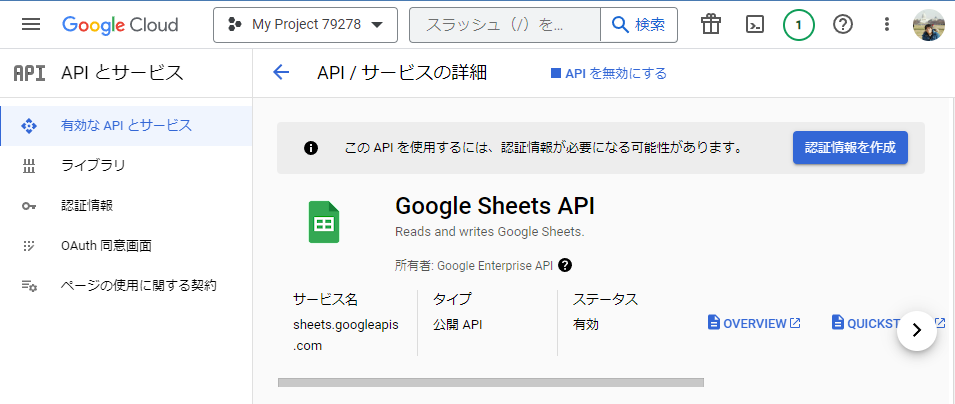 Google Cloud
My Project 79278
スラッシュ（/）を...
検索
1
API
API とサービス
API / サービスの詳細
API を無効にする
有効な API とサービス
ライブラリ
認証情報
OAuth 同意画面
ページの使用に関する契約
この API を使用するには、認証情報が必要になる可能性があります。
認証情報を作成
Google Sheets API
Reads and writes Google Sheets.
所有者: Google Enterprise API
サービス名
sheets.googleapis
.com
タイプ
公開 API
ステータス
有効
OVERVIEW